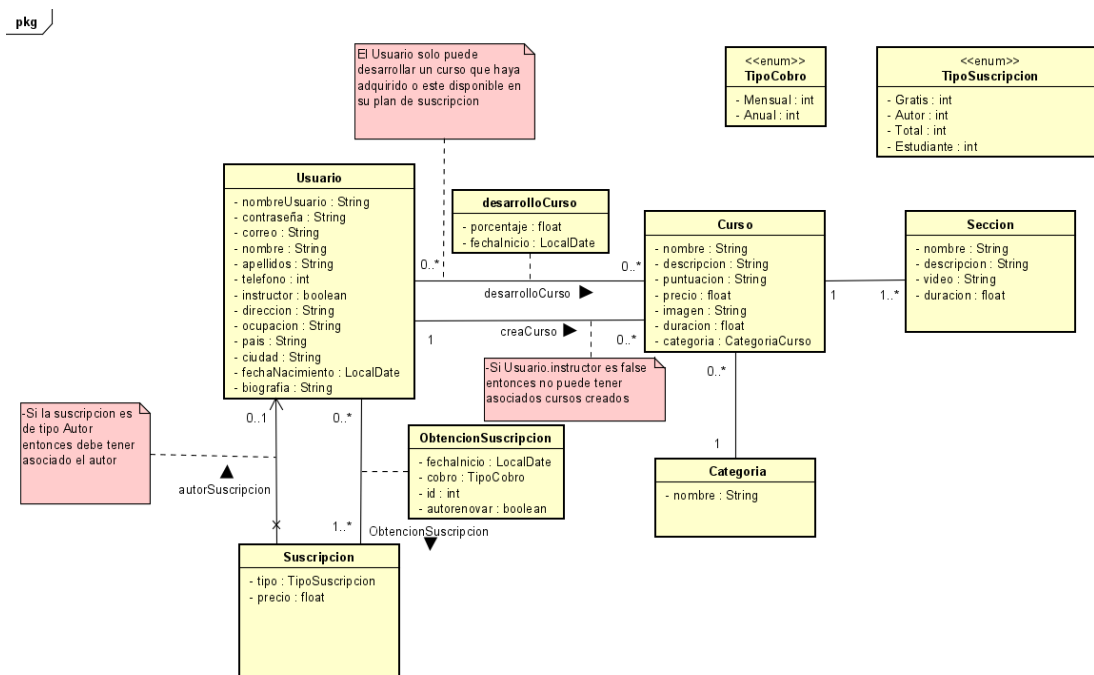 pkg
El Usuario solo puede
desarrollar un curso que haya
adquirido o este disponible en
su plan de suscripcion
<<enum>>
TipoCobro
- Mensual : int
- Anual : int
<<enum>>
TipoSuscripcion
- Gratis : int
- Autor : int
- Total : int
- Estudiante : int
Usuario
- nombreUsuario : String
- contraseña : String
- correo : String
- nombre : String
- apellidos : String
- telefono : int
- instructor : boolean
- direccion : String
- ocupacion : String
- pais : String
- ciudad : String
- fechaNacimiento : LocalDate
- biografia : String
desarrolloCurso
- porcentaje : float
- fechaInicio : LocalDate
0..*
0..*
desarrolloCurso
1
creaCurso
0..*
Curso
- nombre : String
- descripcion : String
- puntuacion : String
- precio : float
- imagen : String
- duracion : float
- categoria : CategoriaCurso
1
1..*
Seccion
- nombre : String
- descripcion : String
- video : String
- duracion : float
-Si Usuario.instructor es false
entonces no puede tener
asociados cursos creados
0..*
1
Categoria
- nombre : String
-Si la suscripcion es
de tipo Autor
entonces debe tener
asociado el autor
0..1
autorSuscripcion
0..*
ObtencionSuscripcion
- fechaInicio : LocalDate
- cobro : TipoCobro
- id : int
- autorenovar : boolean
1..*
ObtencionSuscripcion
Suscripcion
- tipo : TipoSuscripcion
- precio : float